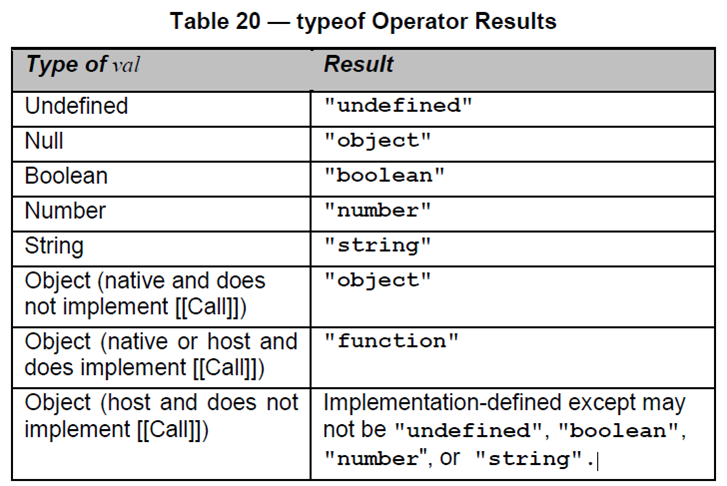 Table 20 — typeof Operator Results
Type of val Result
Undefined "undefined"
Null "object"
Boolean "boolean"
Number "number"
String "string"
Object (native and does "object"
not implement [[Call]])
Object (native or host and "function"
does implement [[Call]])
Object (host and does not Implementation-defined except may
implement [[Call]]) not be "undefined", "boolean",
"number", or "string".